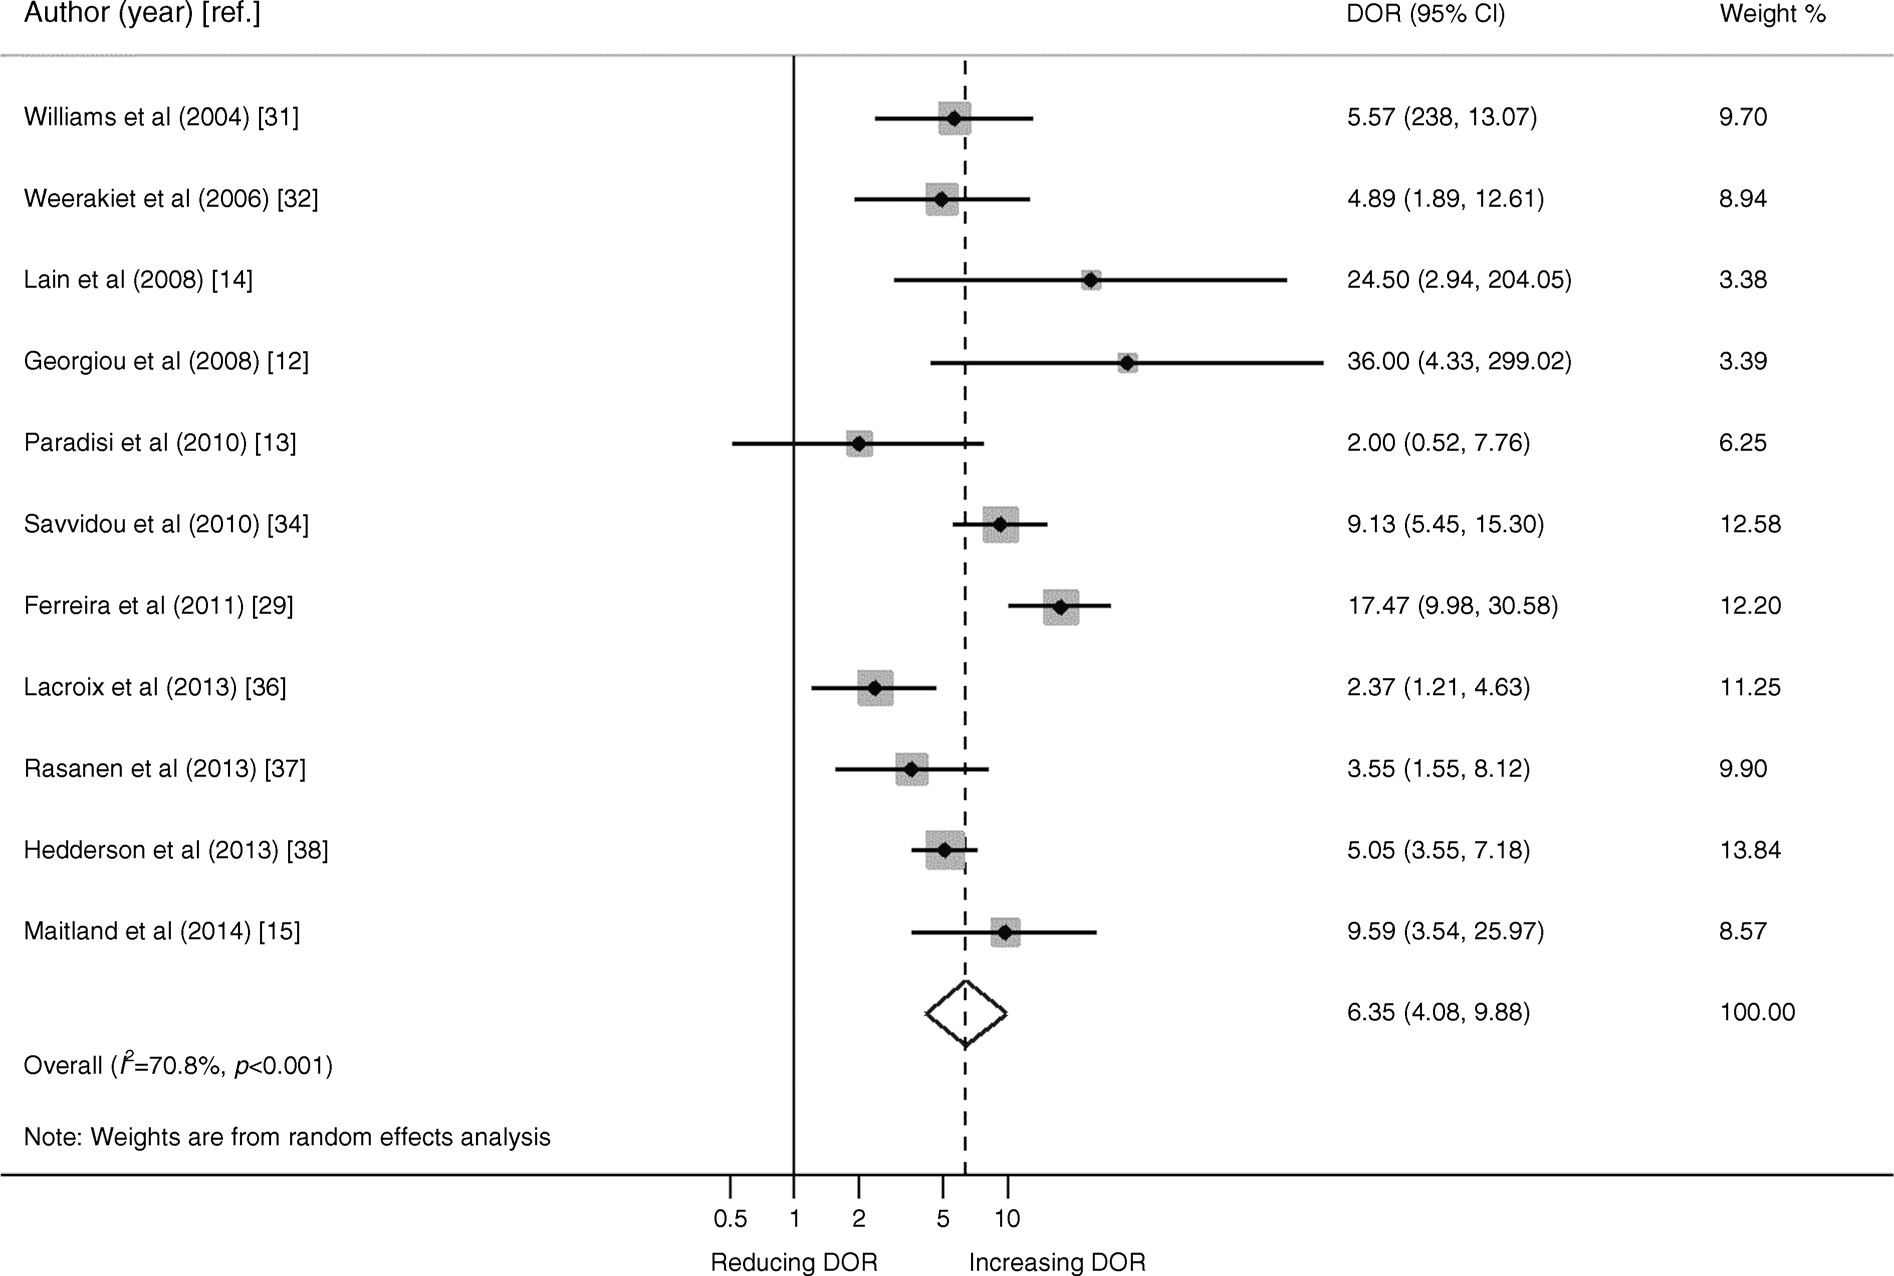 Author (year) [ref.] DOR (95% CI) Weight %
Williams et al (2004) [31] 5.57 (238, 13.07) 9.70
Weerakiet et al (2006) [32] 4.89 (1.89, 12.61) 8.94
Lain et al (2008) [14] 24.50 (2.94, 204.05) 3.38
Georgiou et al (2008) [12] 36.00 (4.33, 299.02) 3.39
Paradisi et al (2010) [13] 2.00 (0.52, 7.76) 6.25
Savvidou et al (2010) [34] 9.13 (5.45, 15.30) 12.58
Ferreira et al (2011) [29] 17.47 (9.98, 30.58) 12.20
Lacroix et al (2013) [36] 2.37 (1.21, 4.63) 11.25
Rasanen et al (2013) [37] 3.55 (1.55, 8.12) 9.90
Hedderson et al (2013) [38] 5.05 (3.55, 7.18) 13.84
Maitland et al (2014) [15] 9.59 (3.54, 25.97) 8.57
6.35 (4.08, 9.88) 100.00
Overall (I²=70.8%, p<0.001)
Note: Weights are from random effects analysis
0.5 1 2 5 10
Reducing DOR Increasing DOR